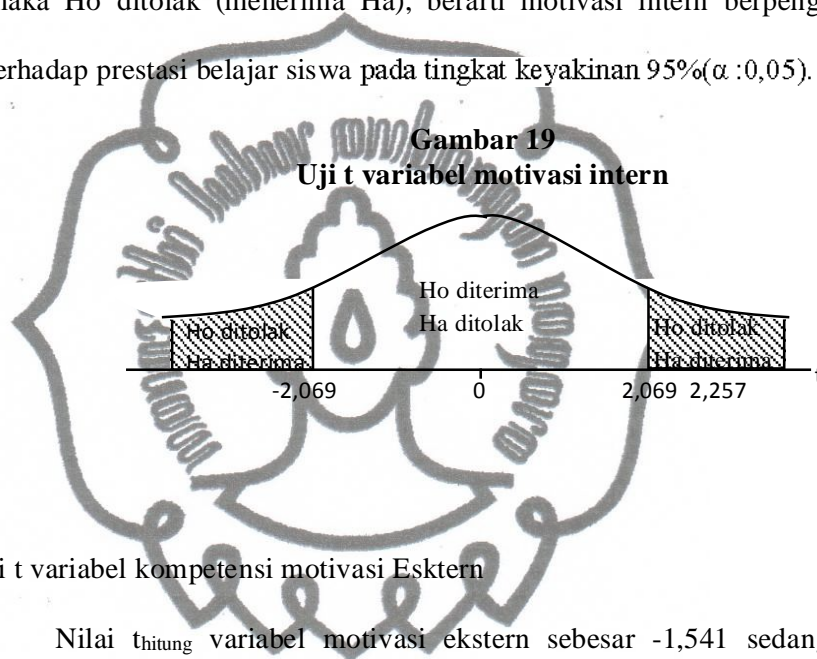 maka Ho ditolak (menerima Ha), berarti motivasi intern
terhadap prestasi belajar siswa pada tingkat keyakinan 95%(α :0,05).
Gambar 19
Uji t variabel motivasi intern
Ho diterima
Ha ditolak
Ho ditolak
Ha diterima
Ho ditolak
Ha diterima
-2,069 0 2,069 2,257
t variabel kompetensi motivasi Esktern
Nilai thitung variabel motivasi ekstern sebesar -1,541